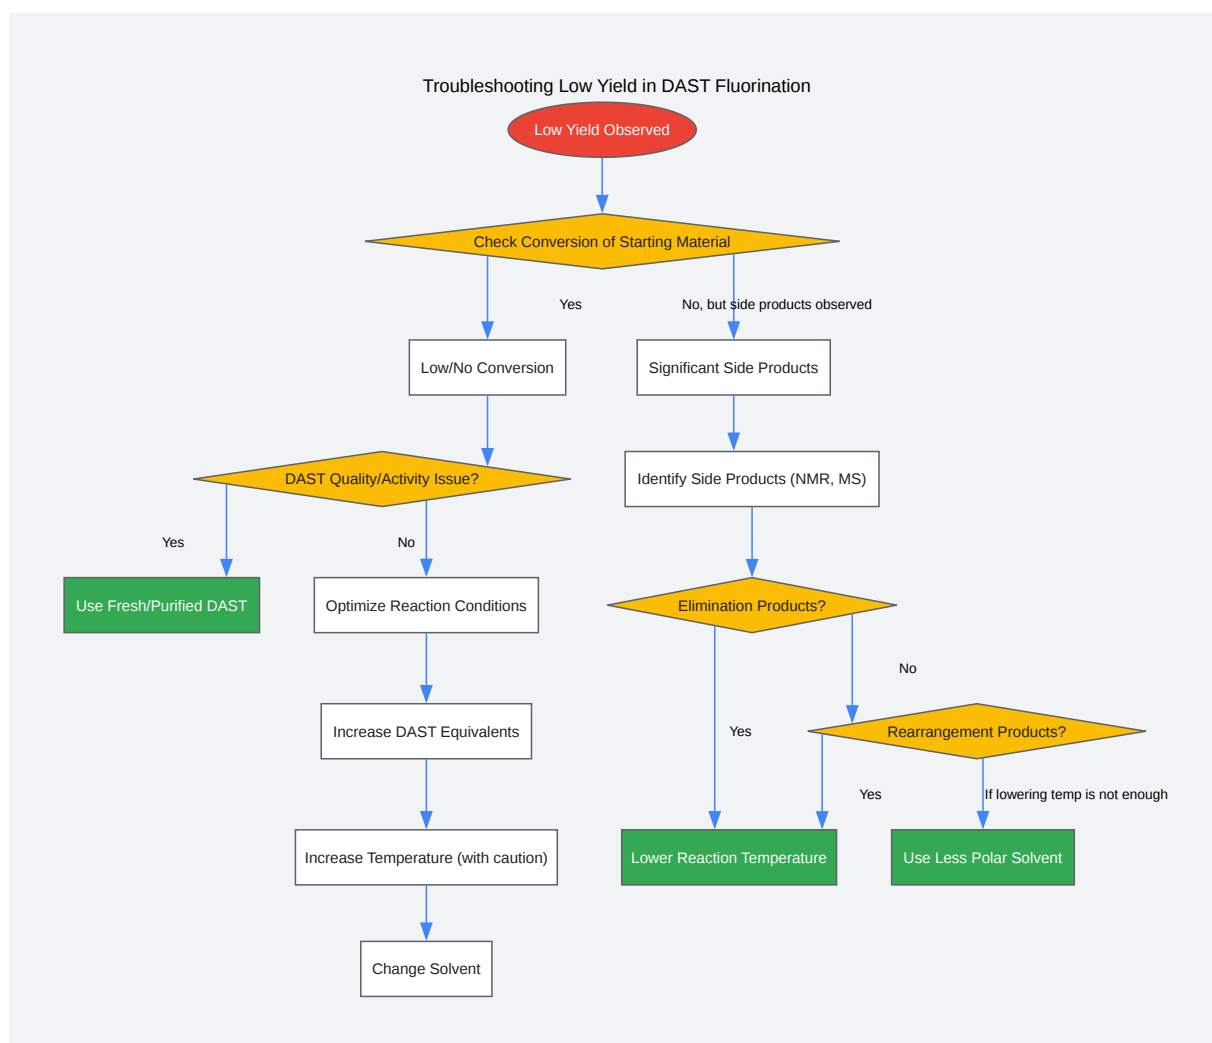 Troubleshooting Low Yield in DAST Fluorination
Low Yield Observed
Check Conversion of Starting Material
Yes
No, but side products observed
Low/No Conversion
Significant Side Products
DAST Quality/Activity Issue?
Identify Side Products (NMR, MS)
Yes
No
Use Fresh/Purified DAST
Optimize Reaction Conditions
Elimination Products?
No
Increase DAST Equivalents
Yes
Rearrangement Products?
Yes
If lowering temp is not enough
Increase Temperature (with caution)
Lower Reaction Temperature
Use Less Polar Solvent
Change Solvent